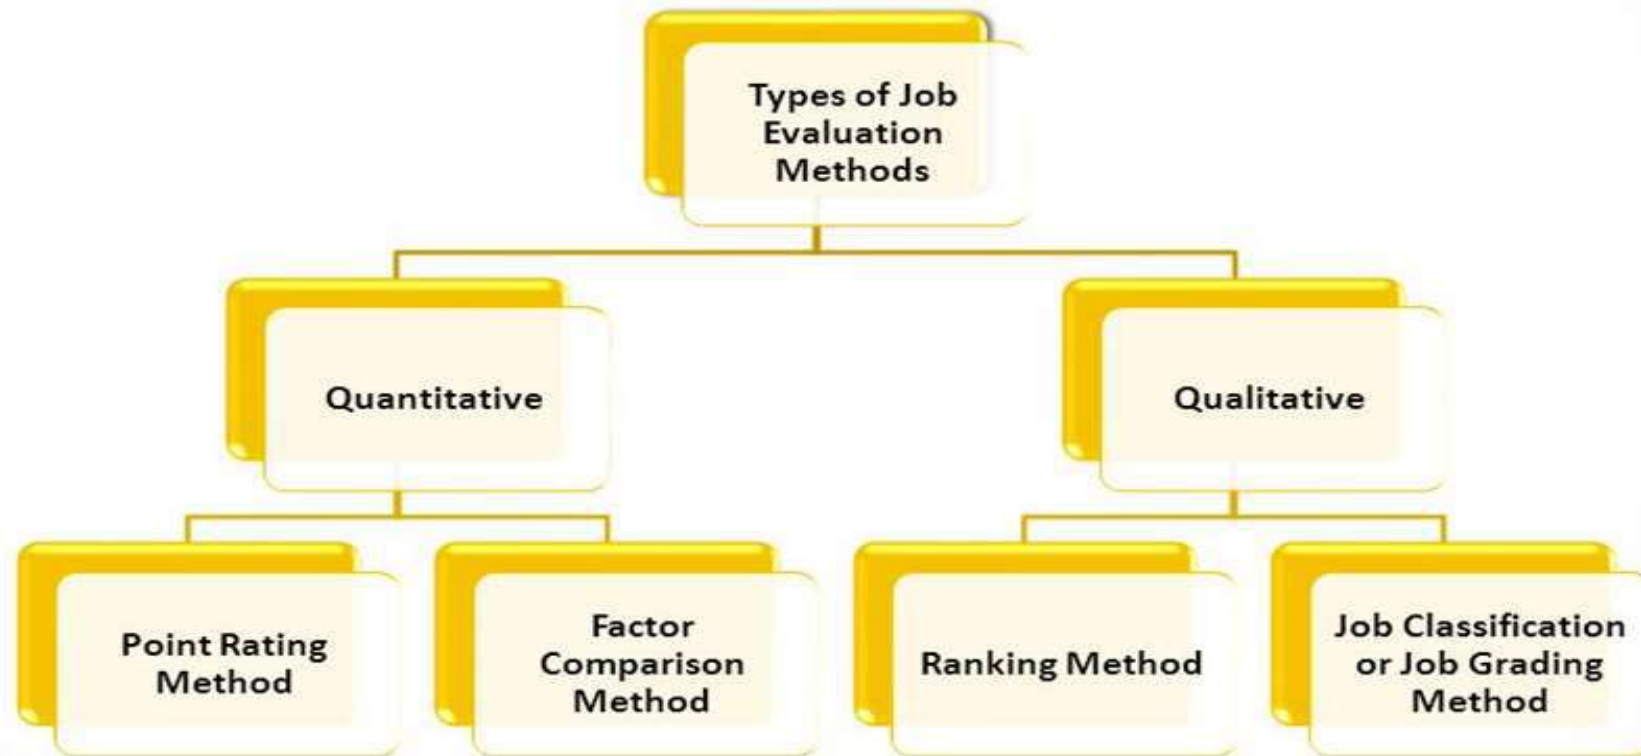 Types of Job
Evaluation
Methods
Quantitative
Qualitative
Point Rating
Method
Factor
Comparison
Method
Ranking Method
Job Classification
or Job Grading
Method